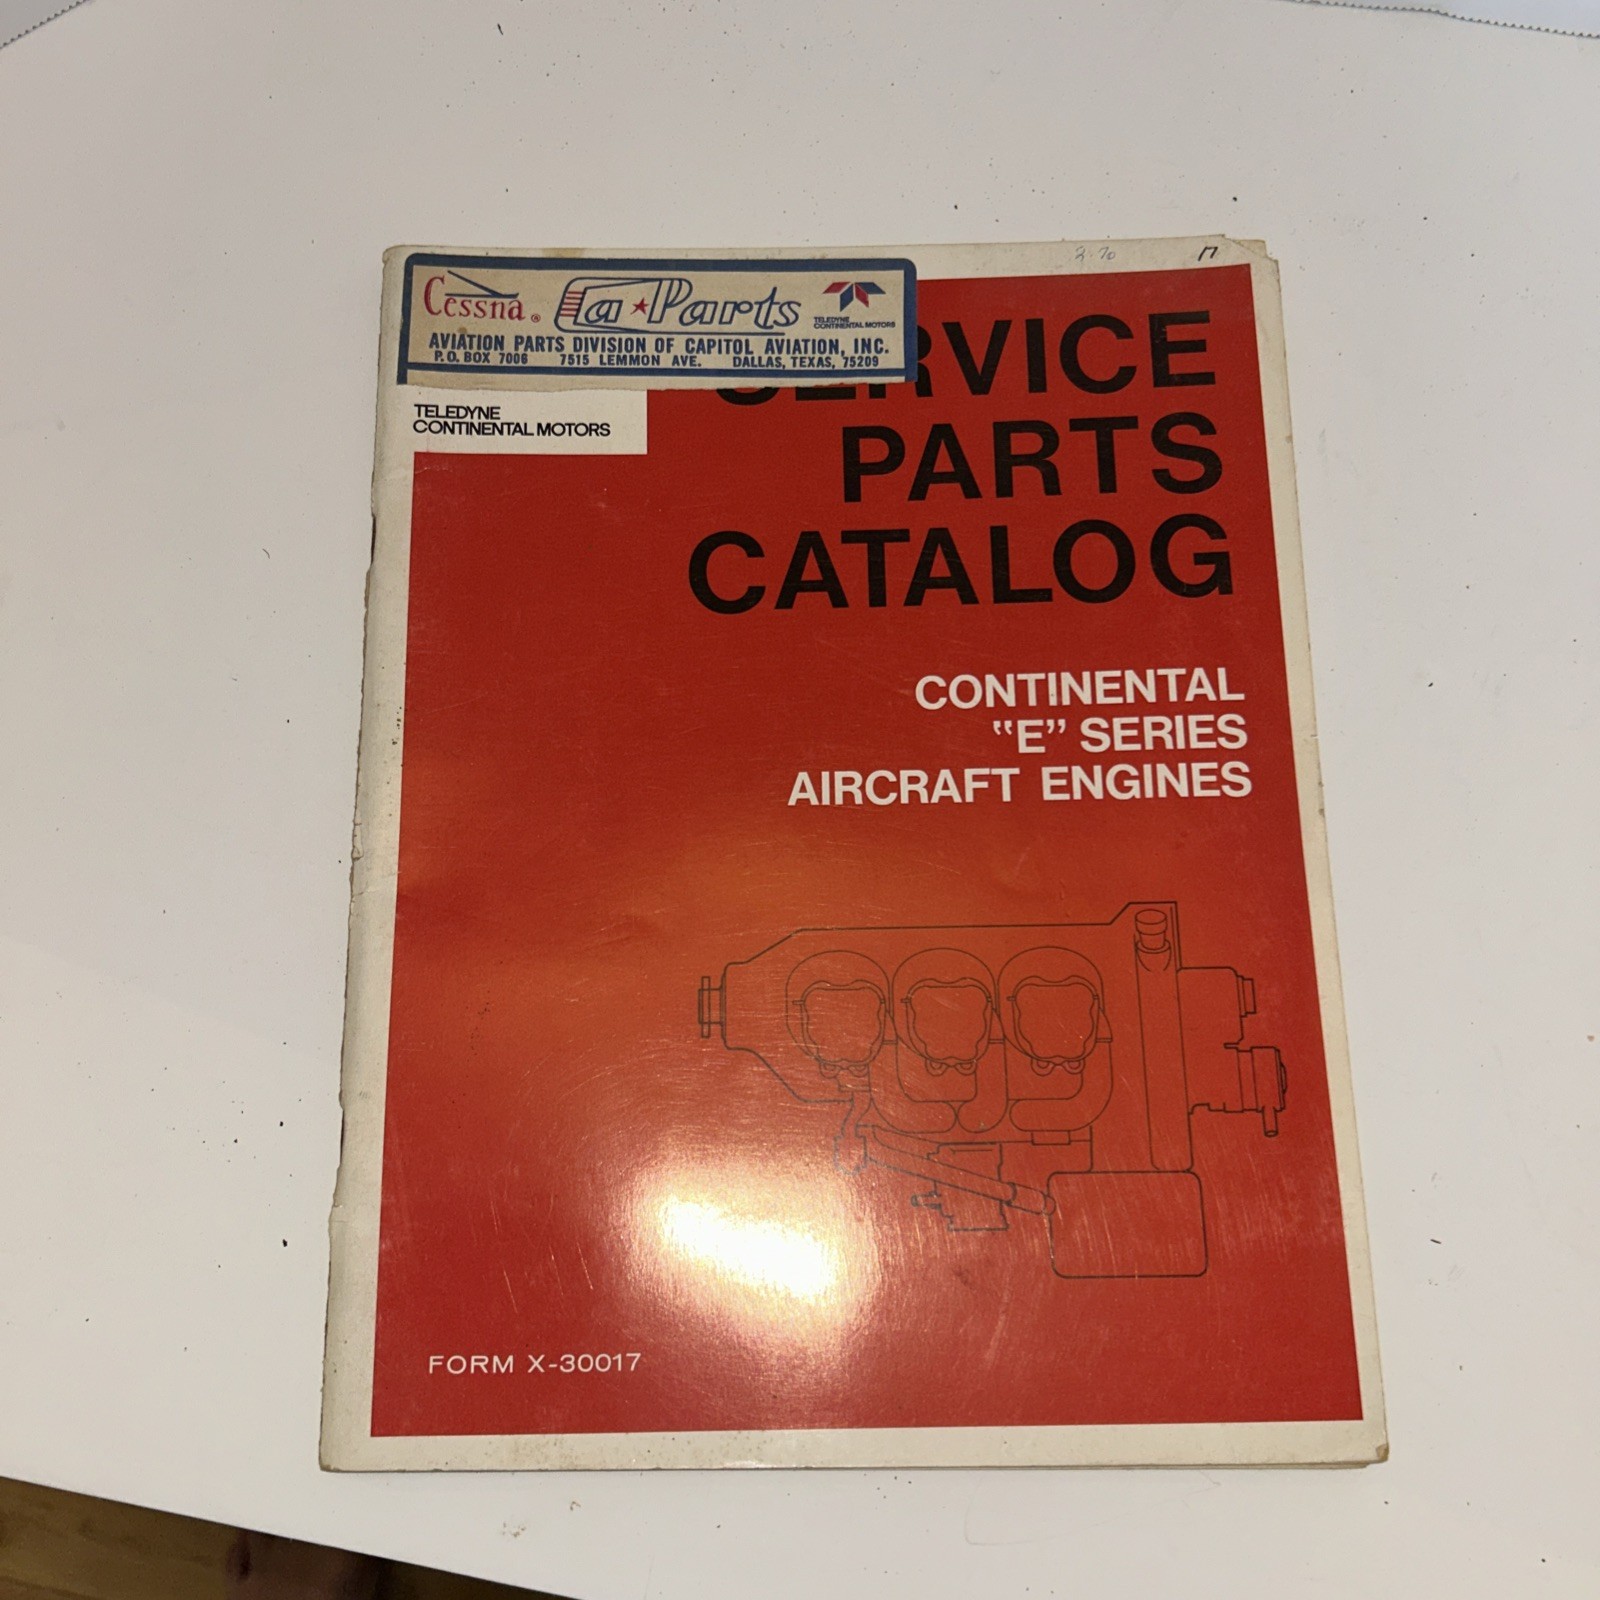 2.70 17
Cessna® Ca★Parts TELEDYNE CONTINENTAL MOTORS
AVIATION PARTS DIVISION OF CAPITOL AVIATION, INC.
P.O. BOX 7006 7515 LEMMON AVE. DALLAS, TEXAS, 75209
SERVICE
PARTS
CATALOG
TELEDYNE
CONTINENTAL MOTORS
CONTINENTAL
"E" SERIES
AIRCRAFT ENGINES
FORM X-30017